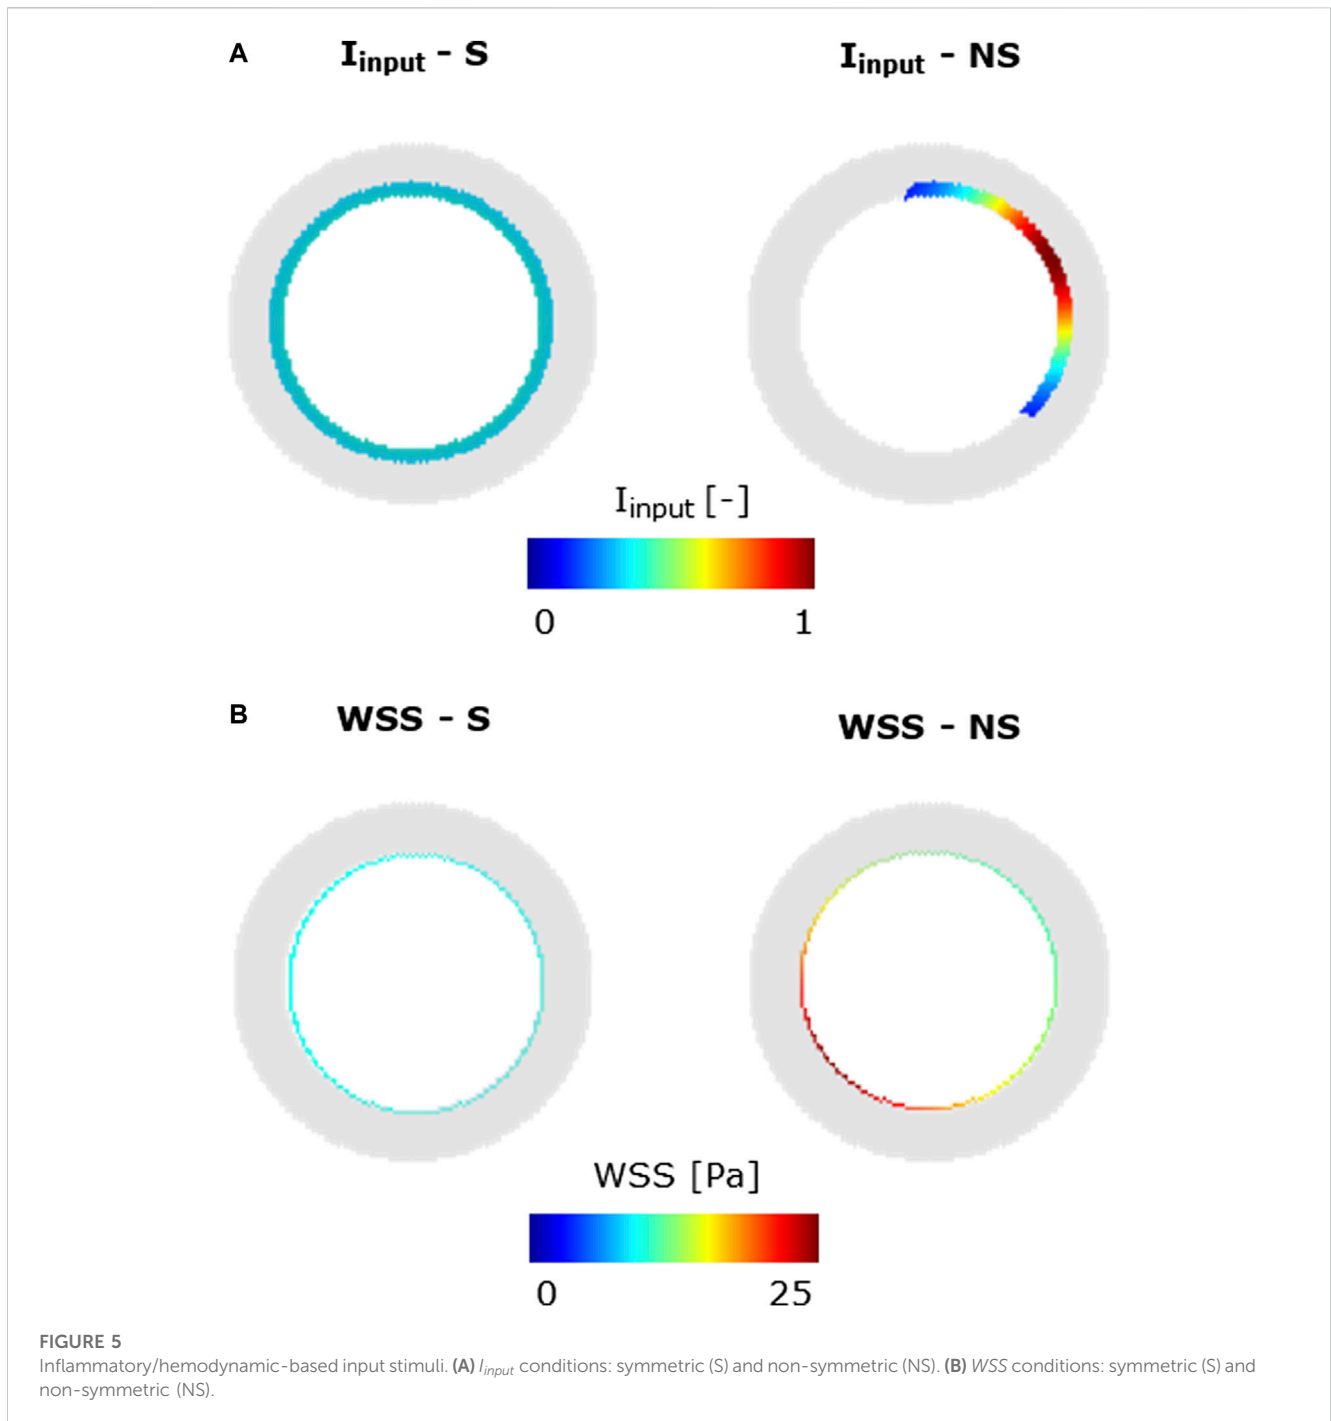 A
I_input - S
I_input - NS
I_input [-]
0 1
B
WSS - S
WSS - NS
WSS [Pa]
0 25
FIGURE 5
Inflammatory/hemodynamic-based input stimuli. (A) I_input conditions: symmetric (S) and non-symmetric (NS). (B) WSS conditions: symmetric (S) and
non-symmetric (NS).